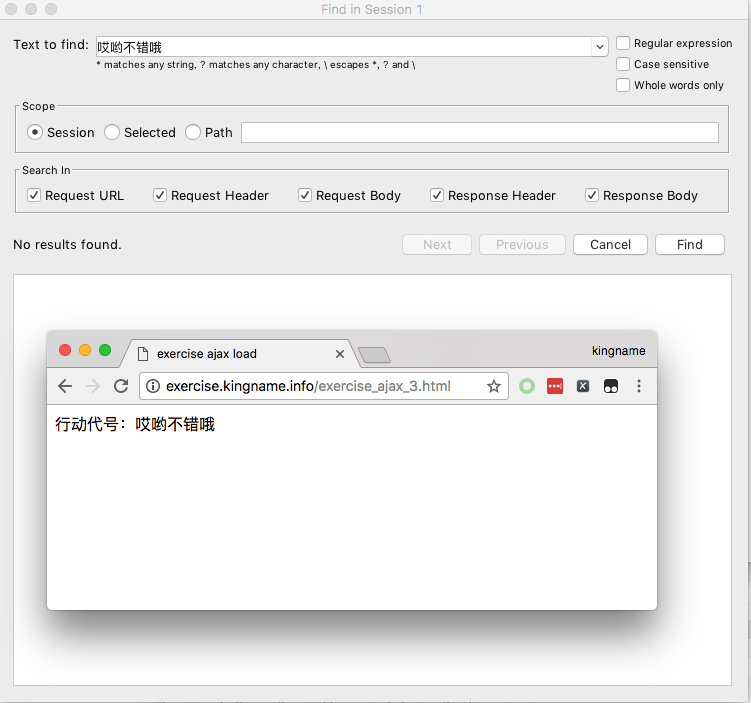 Find in Session 1
Text to find: 哎哟不错哦
* matches any string, ? matches any character, \ escapes *, ? and \
Regular expression
Case sensitive
Whole words only
Scope
Session Selected Path
Search In
Request URL Request Header Request Body Response Header Response Body
No results found. Next Previous Cancel Find
exercise ajax load kingname
exercise.kingname.info/exercise_ajax_3.html
行动代号：哎哟不错哦